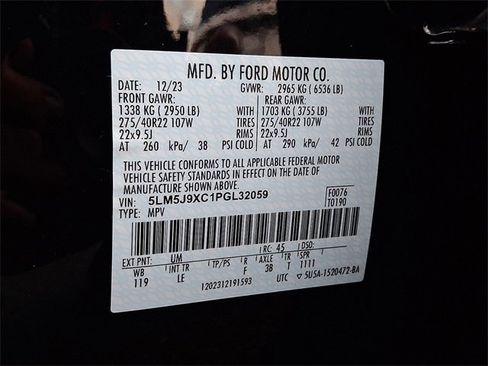 MFD. BY FORD MOTOR CO.
DATE: 12/23 GVWR: 2965 KG ( 6536 LB)
FRONT GAWR: REAR GAWR:
1338 KG ( 2950 LB) WITH 1703 KG ( 3755 LB) WITH
275/40R22 107W TIRES 275/40R22 107W TIRES
22x9.5J RIMS 22x9.5J RIMS
AT 260 kPa/ 38 PSI COLD AT 290 kPa/ 42 PSI COLD
THIS VEHICLE CONFORMS TO ALL APPLICABLE FEDERAL MOTOR
VEHICLE SAFETY STANDARDS IN EFFECT ON THE DATE OF
MANUFACTURE SHOWN ABOVE.
VIN: 5LM5J9XC1PGL32059 F0076
TYPE: MPV T0190
EXT PNT: UM RC: 45 DSO:
WB INT TR TP/PS R AXLE TR SPR
119 LE F 38 T 1111
1202312191593 UTC ▽ 5U5A-1520472-BA